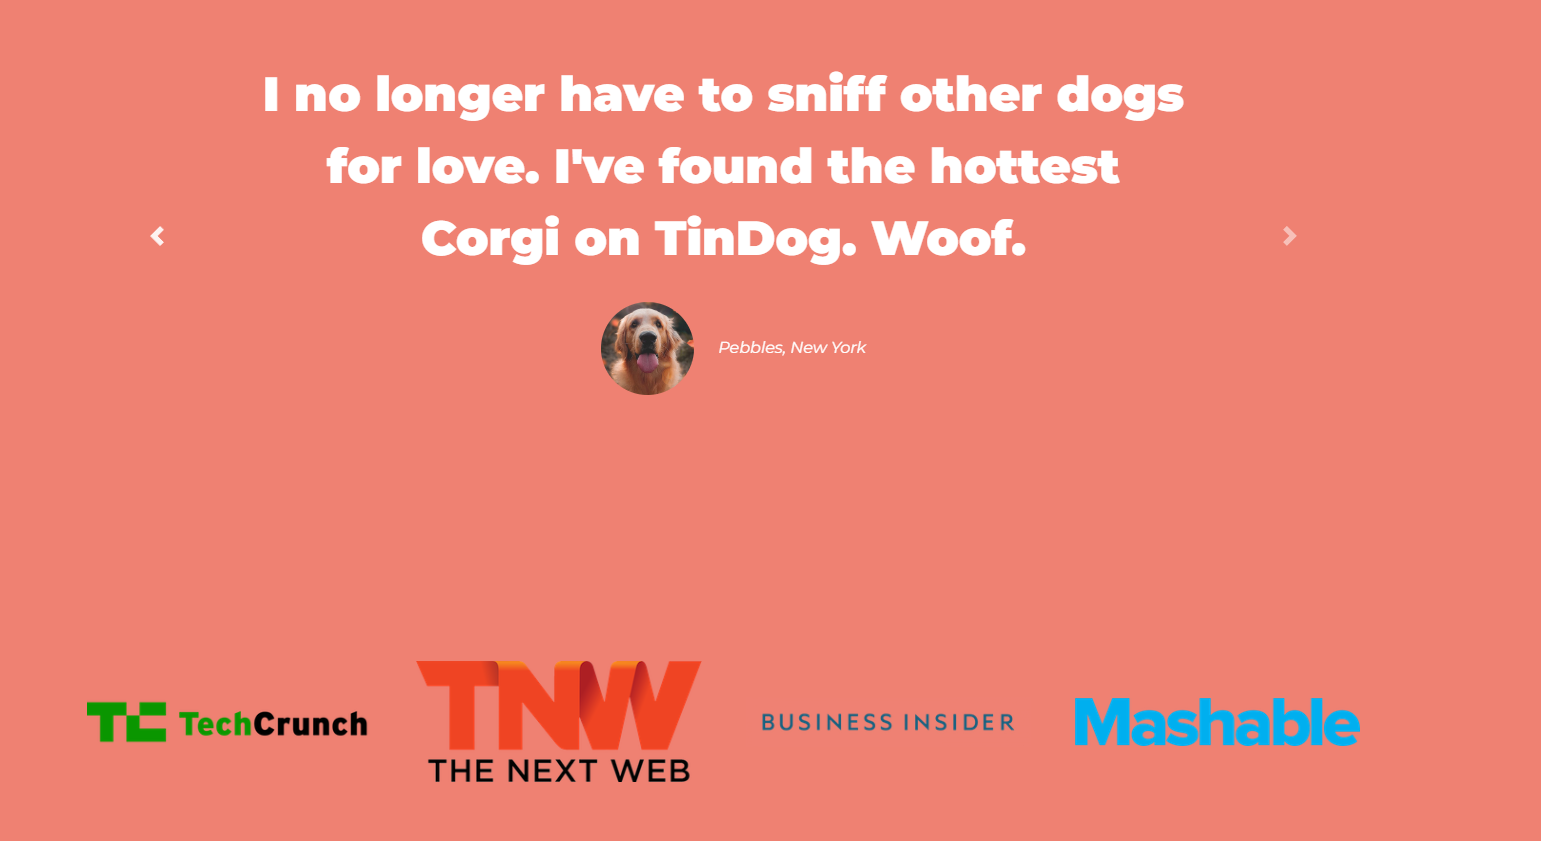 I no longer have to sniff other dogs
for love. I've found the hottest
Corgi on TinDog. Woof.
Pebbles, New York
TC TechCrunch
TNW
THE NEXT WEB
BUSINESS INSIDER
Mashable